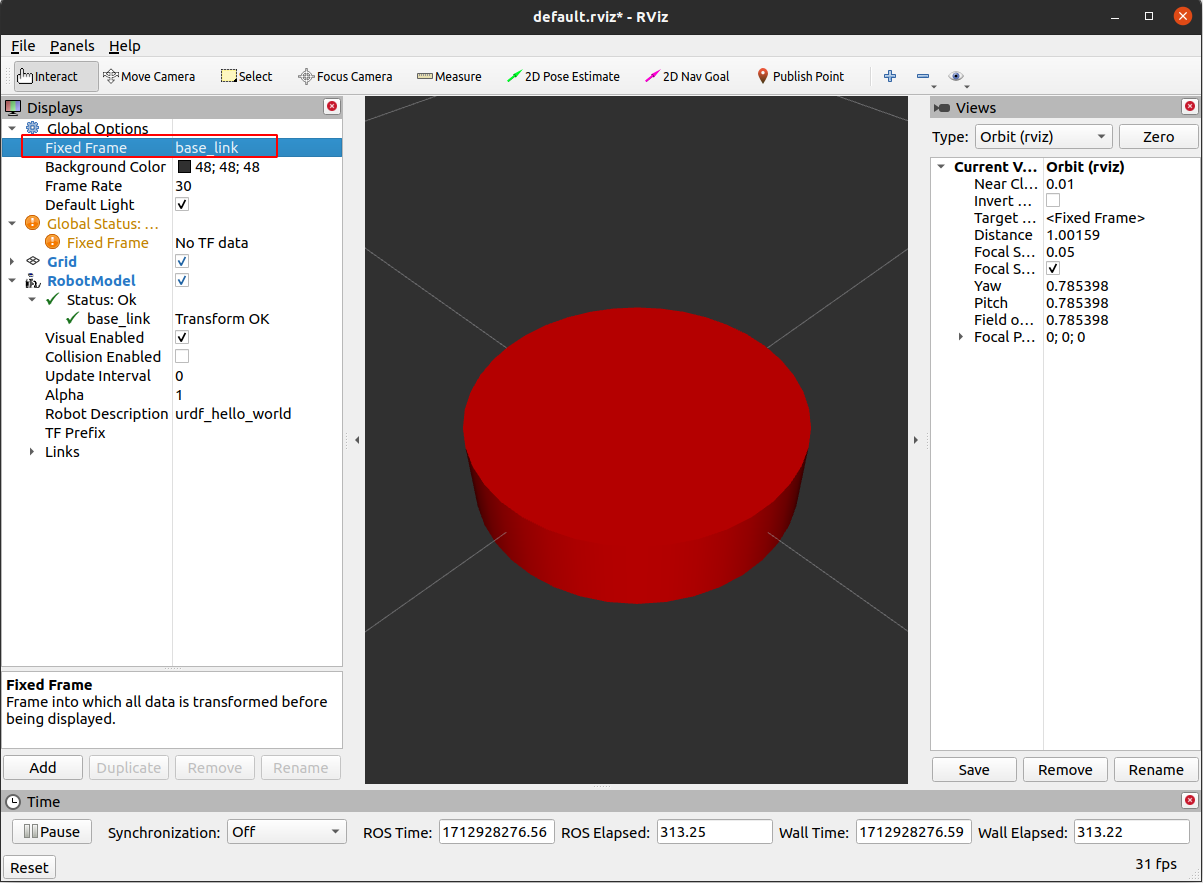 default.rviz* - RViz
File Panels Help
Interact Move Camera Select Focus Camera Measure 2D Pose Estimate 2D Nav Goal Publish Point
Displays
Global Options
Fixed Frame base_link
Background Color 48; 48; 48
Frame Rate 30
Default Light
Global Status: ...
Fixed Frame No TF data
Grid
RobotModel
Status: Ok
base_link Transform OK
Visual Enabled
Collision Enabled
Update Interval 0
Alpha 1
Robot Description urdf_hello_world
TF Prefix
Links
Fixed Frame
Frame into which all data is transformed before
being displayed.
Add Duplicate Remove Rename
Views
Type: Orbit (rviz) Zero
Current V... Orbit (rviz)
Near Cl... 0.01
Invert ...
Target ... <Fixed Frame>
Distance 1.00159
Focal S... 0.05
Focal S...
Yaw 0.785398
Pitch 0.785398
Field o... 0.785398
Focal P... 0; 0; 0
Save Remove Rename
Time
Pause Synchronization: Off ROS Time: 1712928276.56 ROS Elapsed: 313.25 Wall Time: 1712928276.59 Wall Elapsed: 313.22
Reset 31 fps